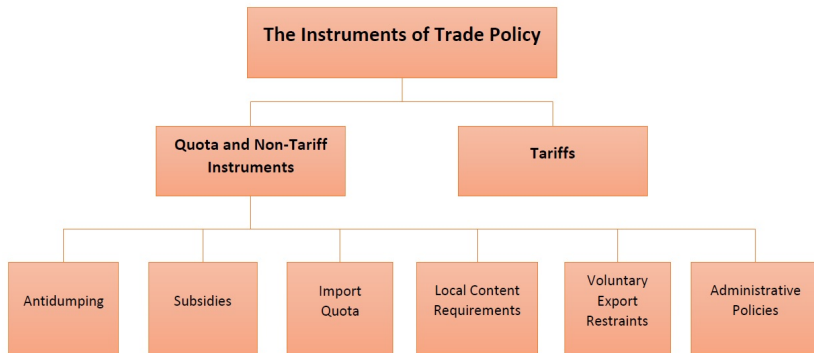 The Instruments of Trade Policy
Quota and Non-Tariff
Instruments
Tariffs
Antidumping
Subsidies
Import
Quota
Local Content
Requirements
Voluntary
Export
Restraints
Administrative
Policies